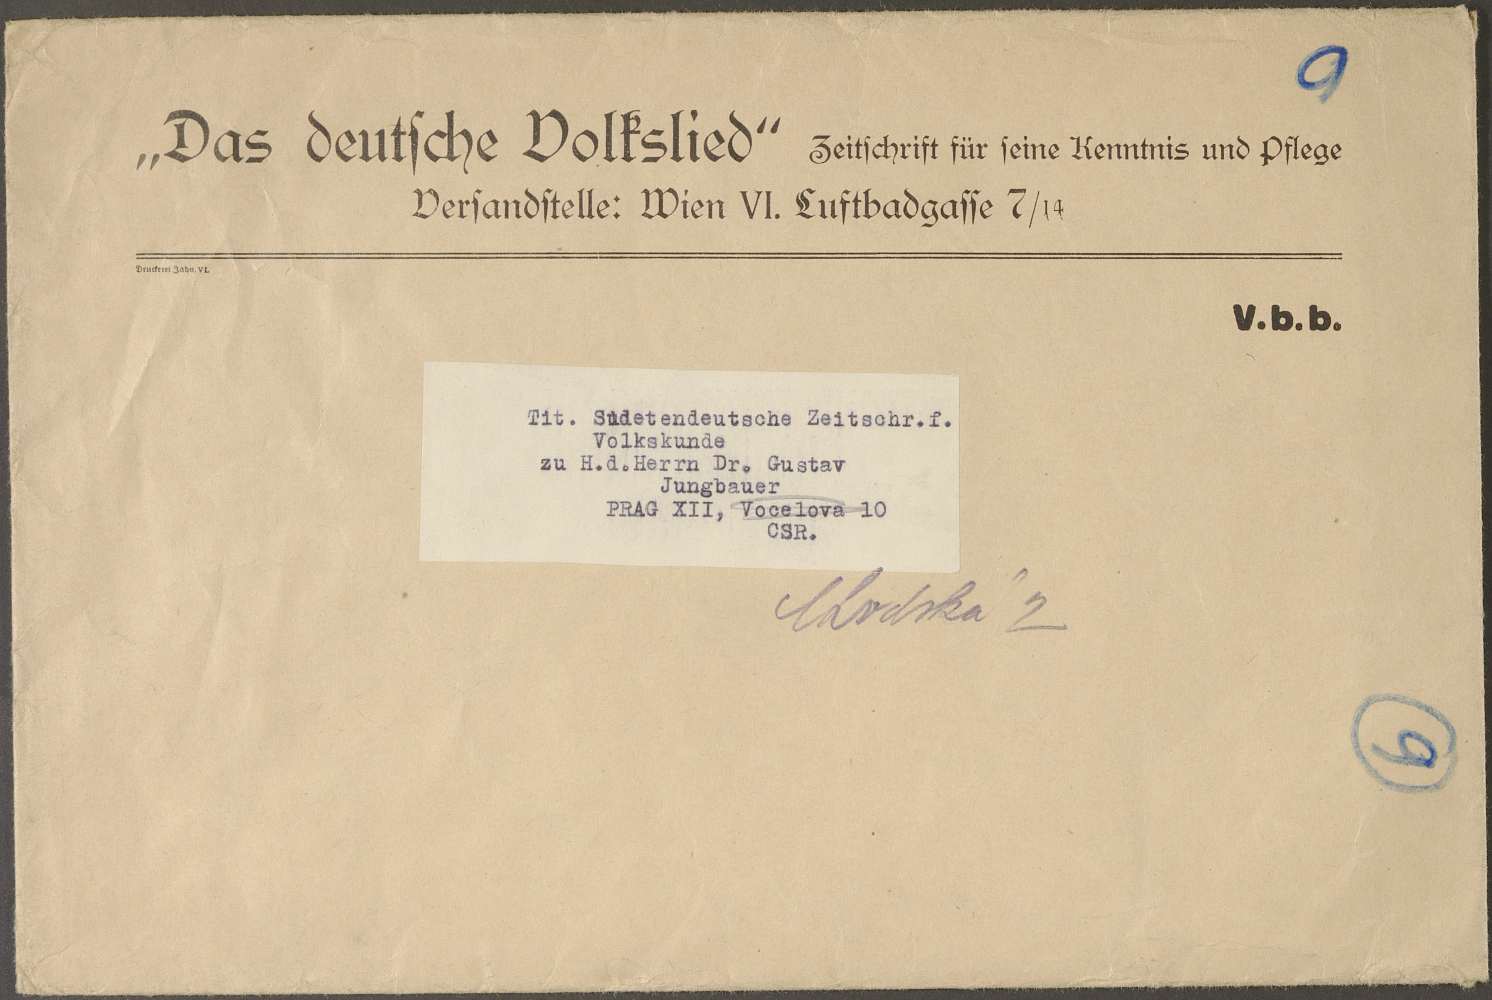 9
„Das deutsche Volkslied“ Zeitschrift für seine Kenntnis und Pflege
Versandstelle: Wien VI. Luftbadgasse 7/14
Druckerei Jahn, VI.
V.b.b.
Tit. Sudetendeutsche Zeitschr.f.
Volkskunde
zu H.d.Herrn Dr. Gustav
Jungbauer
PRAG XII, Vocelova 10
CSR.
Chodská 2
9